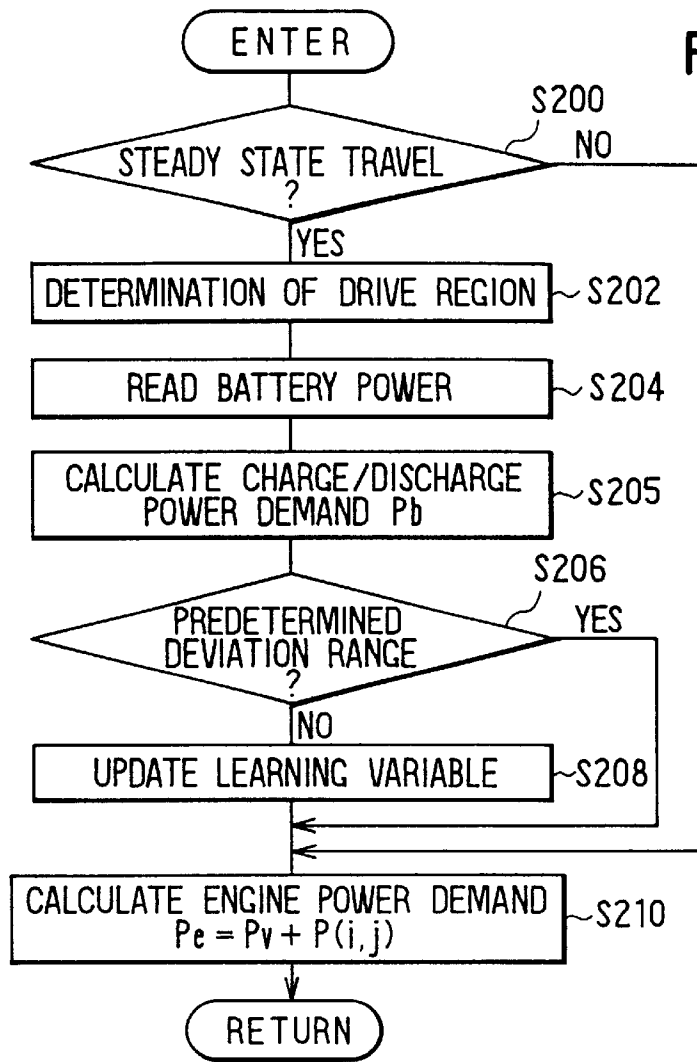 ENTER
F
S200
STEADY STATE TRAVEL
?
NO
YES
DETERMINATION OF DRIVE REGION
S202
READ BATTERY POWER
S204
CALCULATE CHARGE/DISCHARGE
POWER DEMAND Pb
S205
S206
PREDETERMINED
DEVIATION RANGE
?
YES
NO
UPDATE LEARNING VARIABLE
S208
CALCULATE ENGINE POWER DEMAND
Pe = Pv + P(i,j)
S210
RETURN